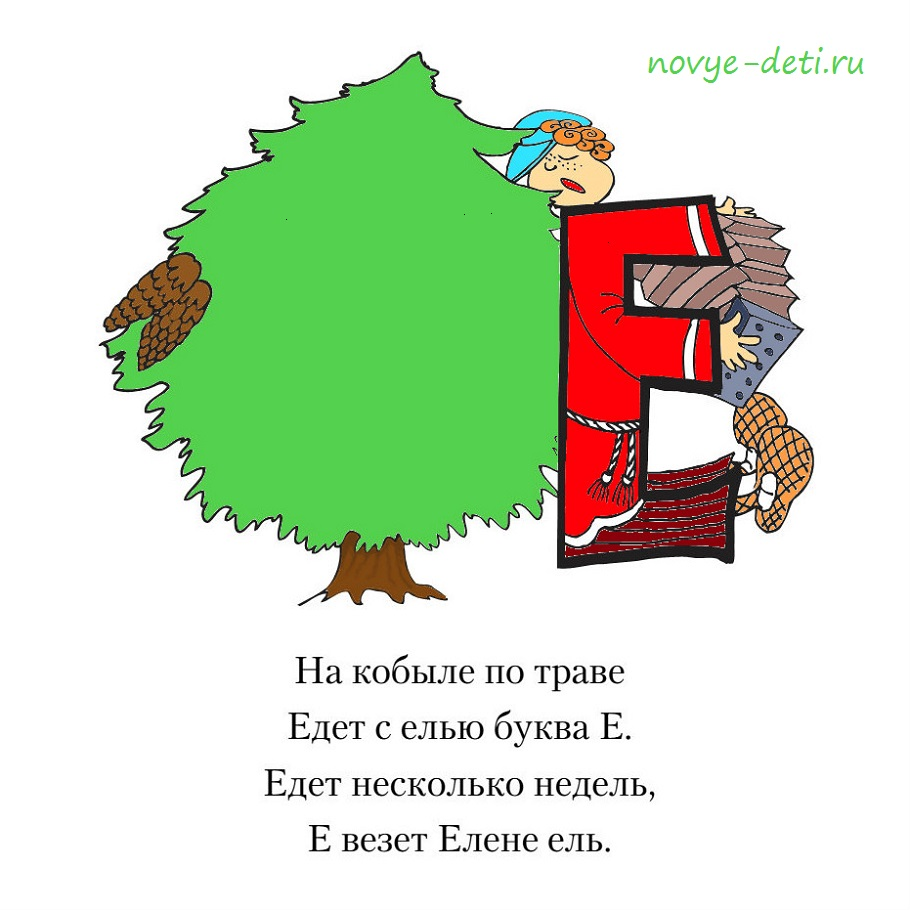 novye-deti.ru
Е
На кобыле по траве
Едет с елью буква Е.
Едет несколько недель,
Е везет Елене ель.